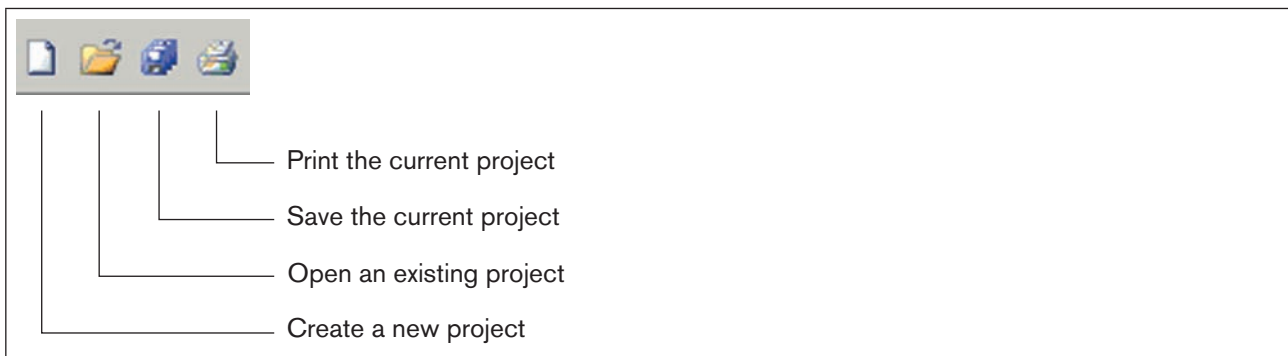 Print the current project
Save the current project
Open an existing project
Create a new project